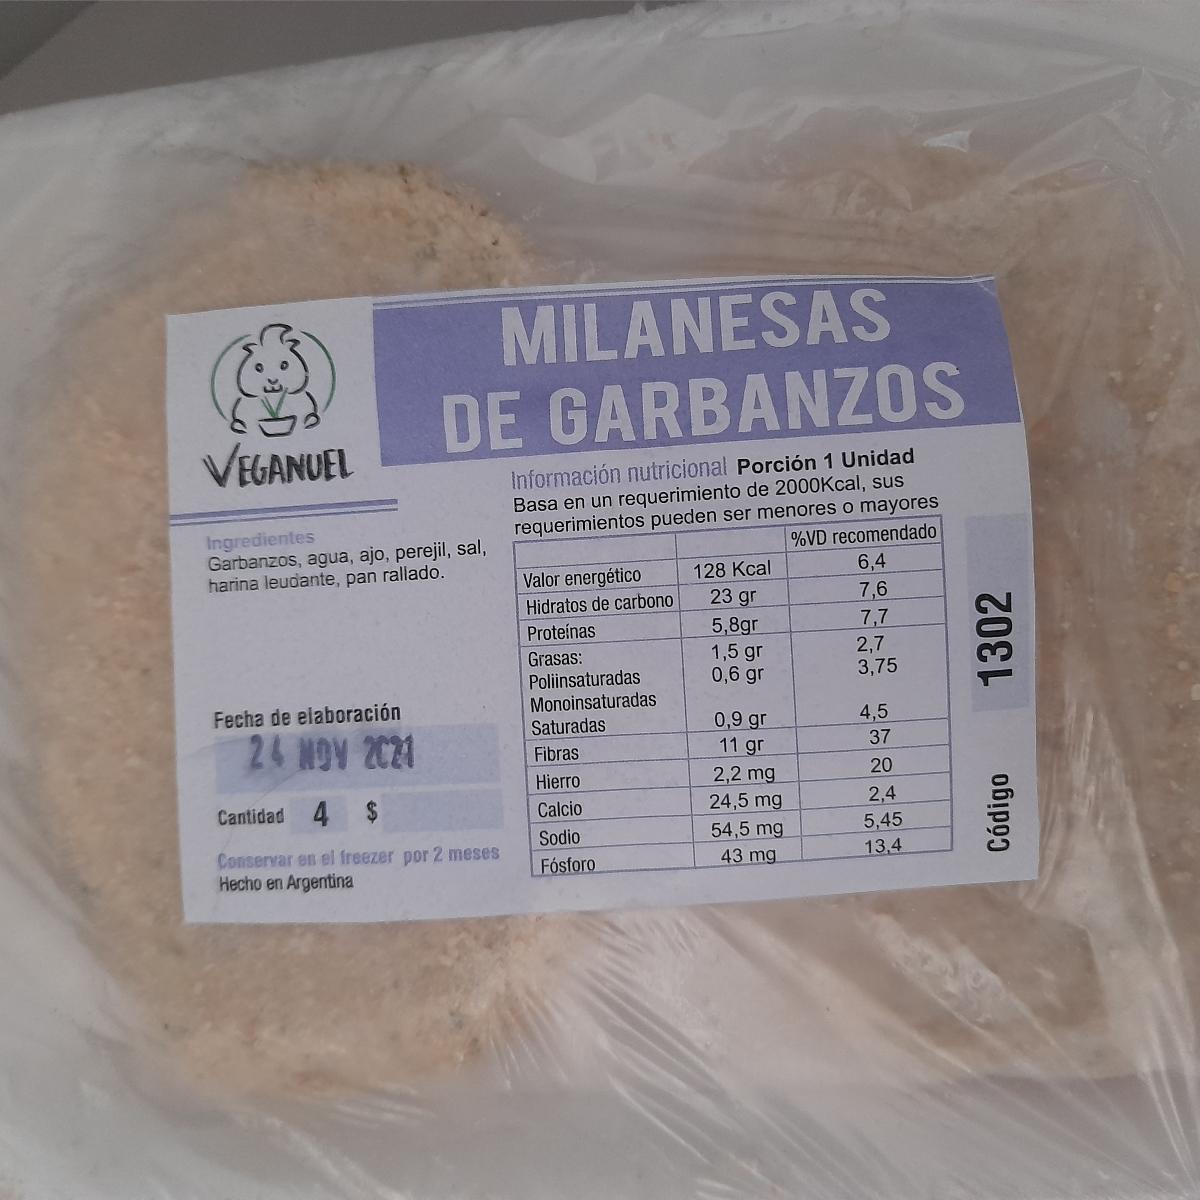 MILANESAS
DE GARBANZOS
VEGANUEL
Ingredientes
Garbanzos, agua, ajo, perejil, sal,
harina leudante, pan rallado.
Fecha de elaboración
24 NOV 2021
Cantidad 4 $
Conservar en el freezer por 2 meses
Hecho en Argentina
Información nutricional Porción 1 Unidad
Basa en un requerimiento de 2000Kcal, sus
requerimientos pueden ser menores o mayores
%VD recomendado
Valor energético 128 Kcal 6,4
Hidratos de carbono 23 gr 7,6
Proteínas 5,8gr 7,7
Grasas: 1,5 gr 2,7
Poliinsaturadas 0,6 gr 3,75
Monoinsaturadas
Saturadas 0,9 gr 4,5
Fibras 11 gr 37
Hierro 2,2 mg 20
Calcio 24,5 mg 2,4
Sodio 54,5 mg 5,45
Fósforo 43 mg 13,4
Código 1302